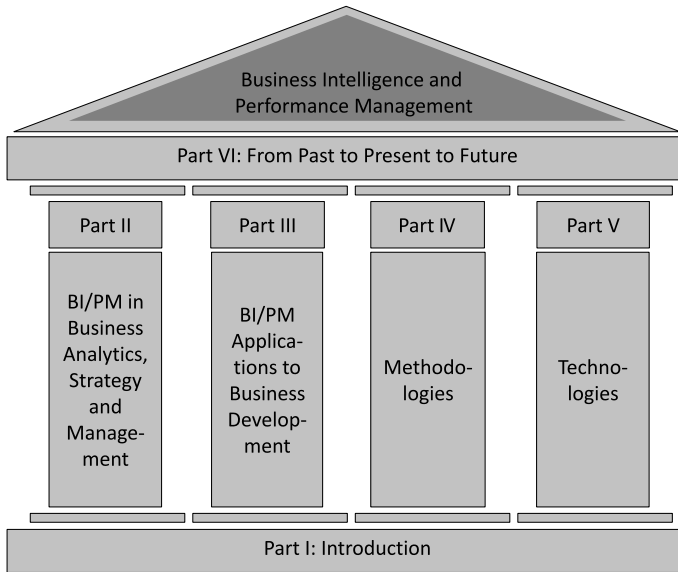 Business Intelligence and
Performance Management
Part VI: From Past to Present to Future
Part II
Part III
Part IV
Part V
BI/PM in
Business
Analytics,
Strategy
and
Manage-
ment
BI/PM
Applica-
tions to
Business
Develop-
ment
Methodo-
logies
Techno-
logies
Part I: Introduction